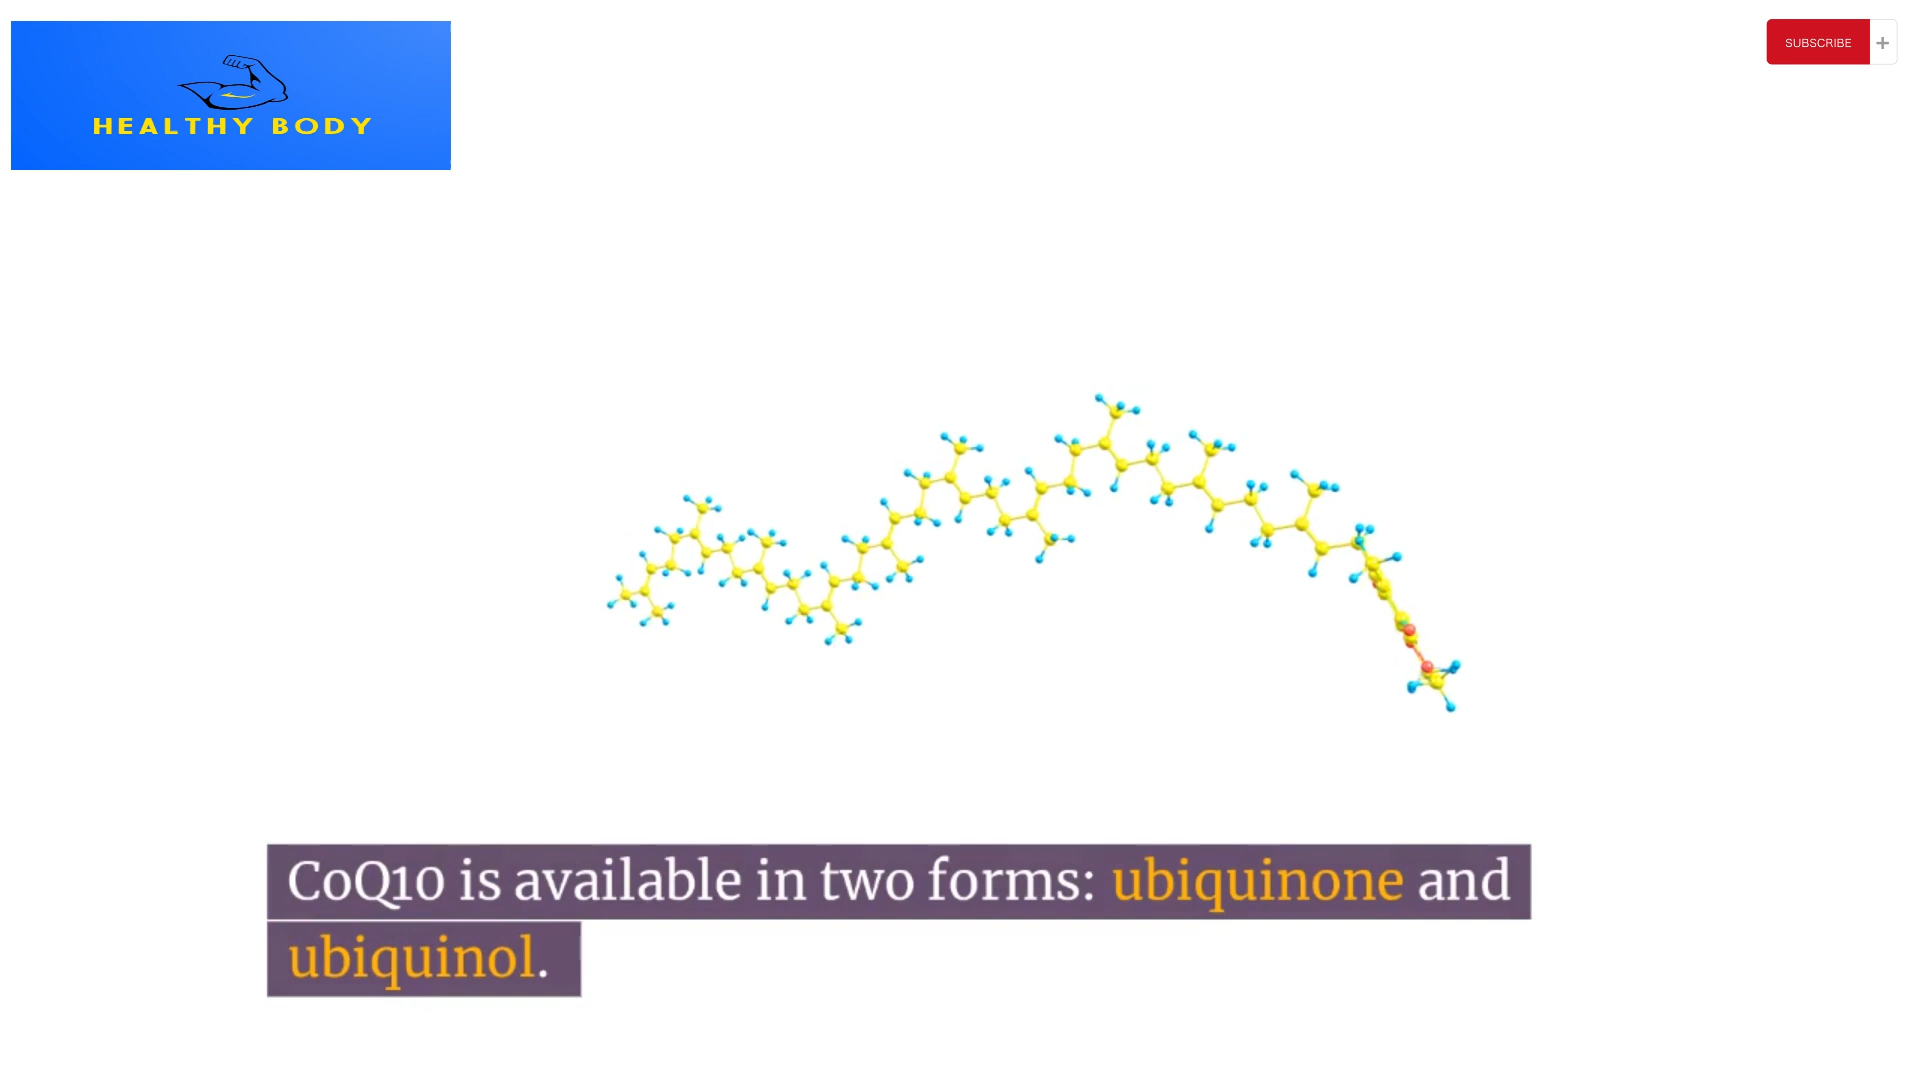 HEALTHY BODY
SUBSCRIBE +
CoQ10 is available in two forms: ubiquinone and
ubiquinol.